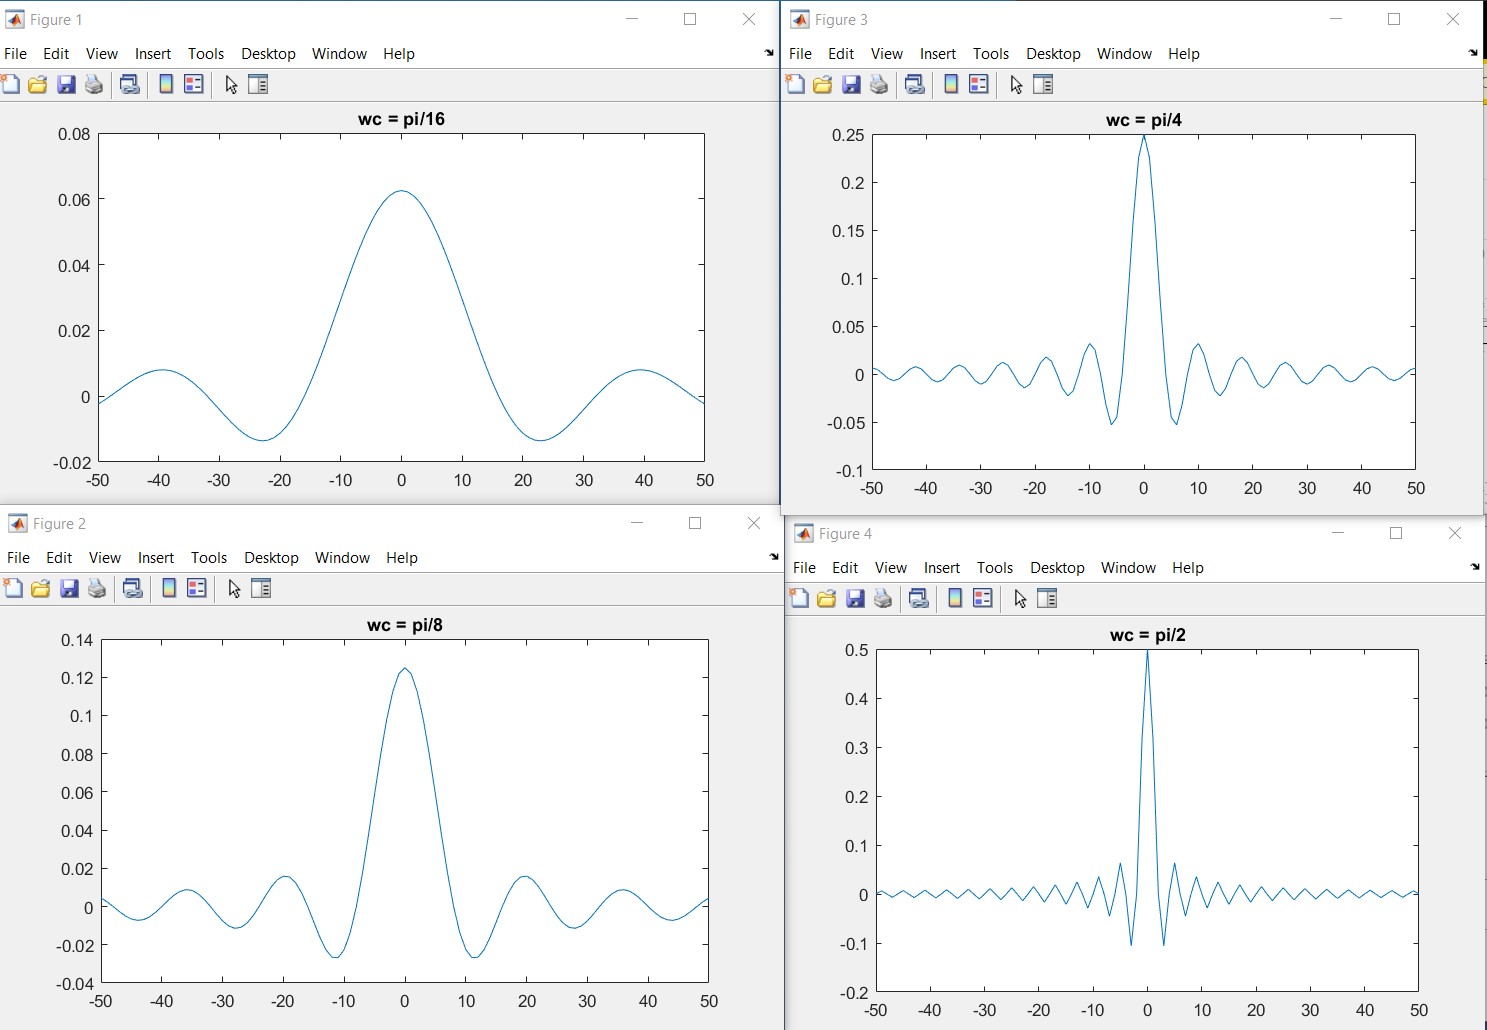 Figure 1
File Edit View Insert Tools Desktop Window Help
wc = pi/16
0.08
0.06
0.04
0.02
0
-0.02
-50 -40 -30 -20 -10 0 10 20 30 40 50
Figure 3
File Edit View Insert Tools Desktop Window Help
wc = pi/4
0.25
0.2
0.15
0.1
0.05
0
-0.05
-0.1
-50 -40 -30 -20 -10 0 10 20 30 40 50
Figure 2
File Edit View Insert Tools Desktop Window Help
wc = pi/8
0.14
0.12
0.1
0.08
0.06
0.04
0.02
0
-0.02
-0.04
-50 -40 -30 -20 -10 0 10 20 30 40 50
Figure 4
File Edit View Insert Tools Desktop Window Help
wc = pi/2
0.5
0.4
0.3
0.2
0.1
0
-0.1
-0.2
-50 -40 -30 -20 -10 0 10 20 30 40 50